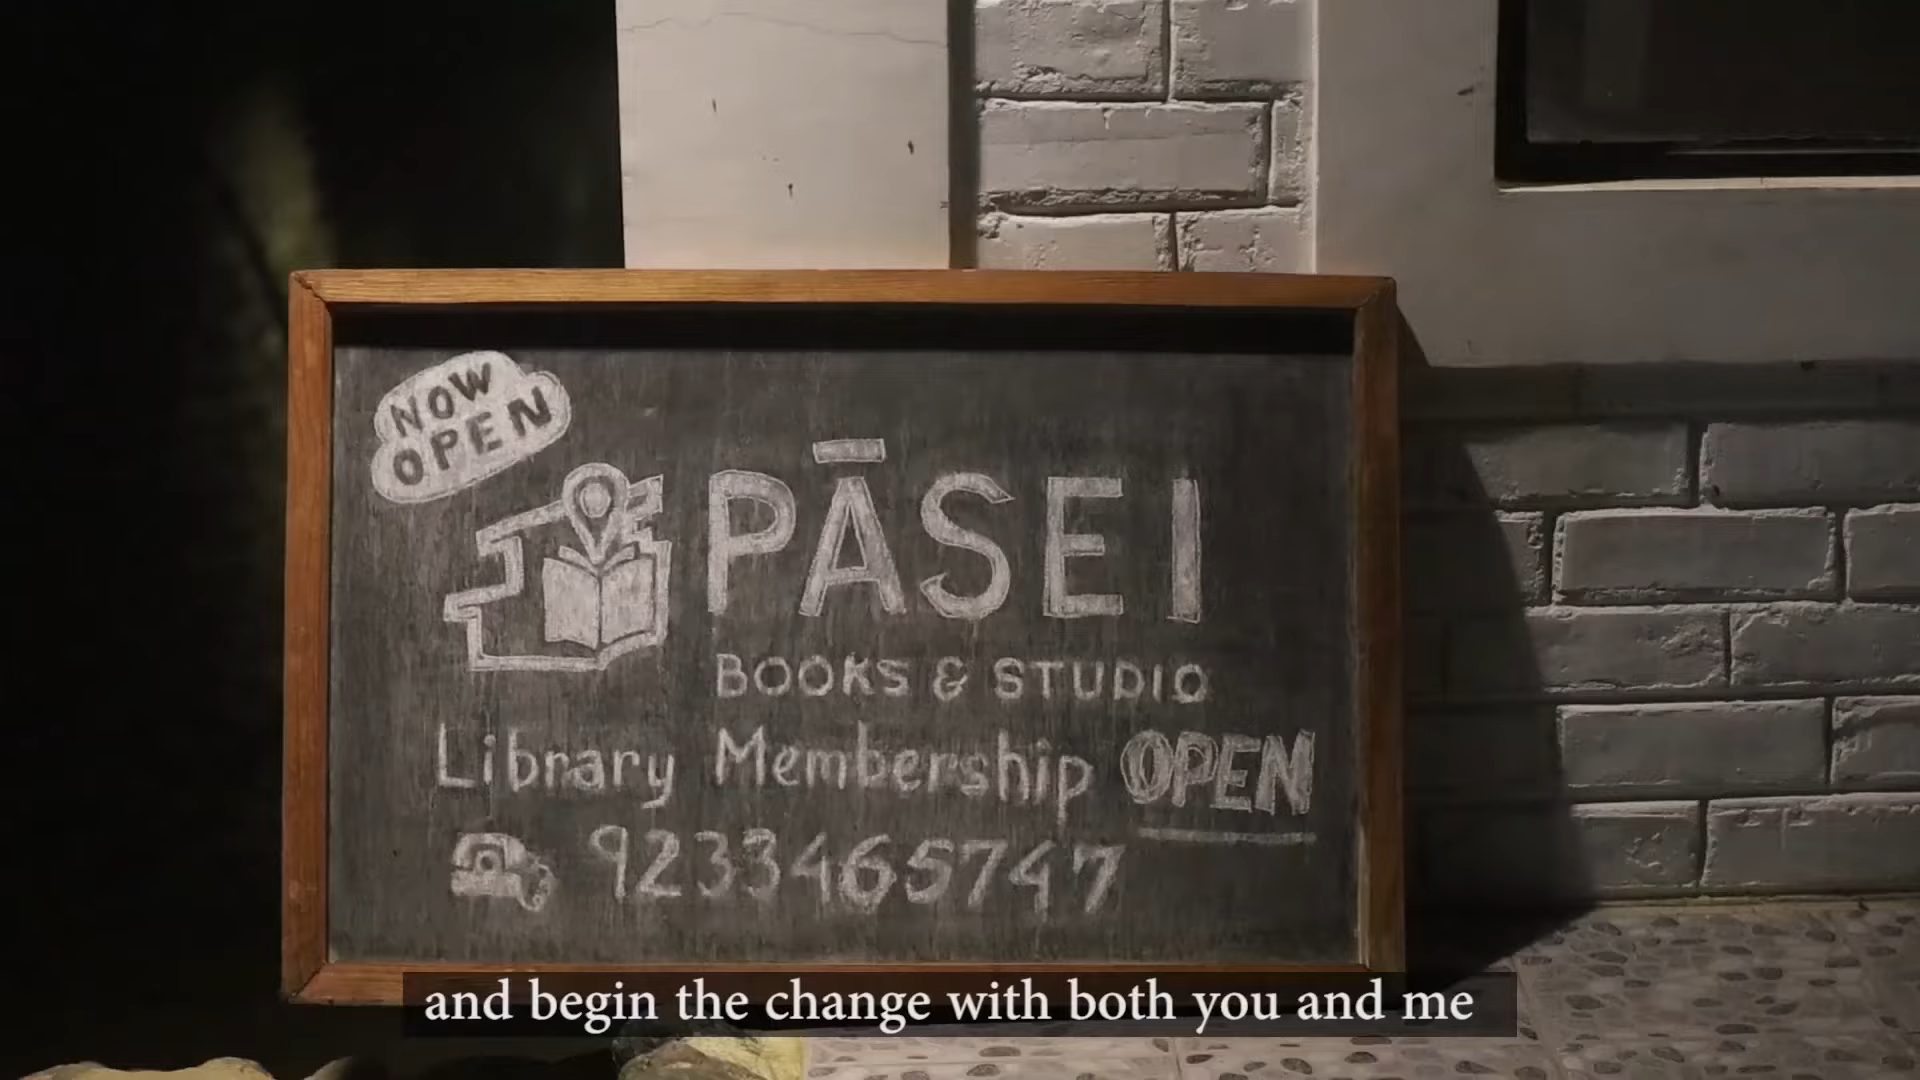 NOW
OPEN
PĀSEI
BOOKS & STUDIO
Library Membership OPEN
9233465747
and begin the change with both you and me